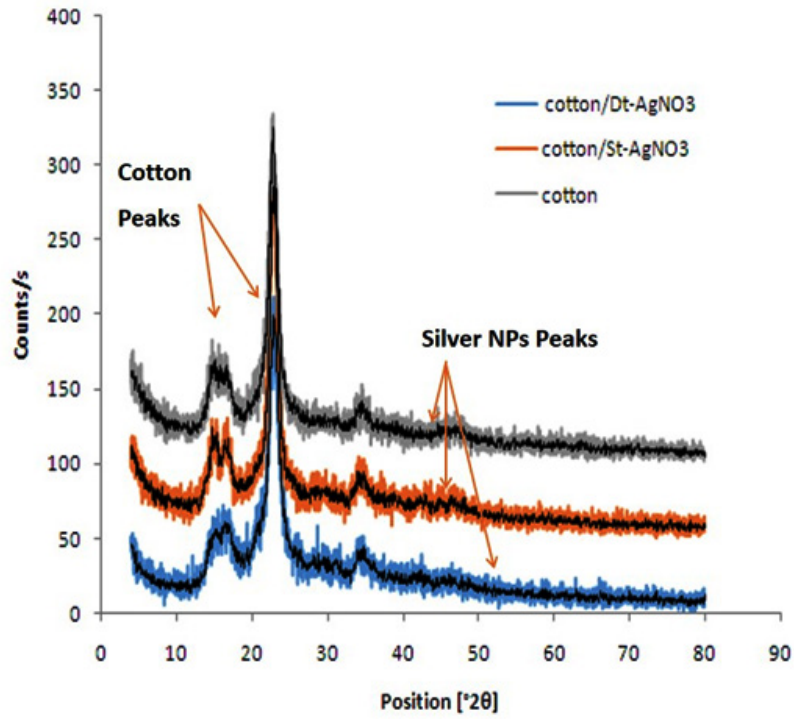 400
350
300
250
200
150
100
50
0
Counts/s
cotton/Dt-AgNO3
cotton/St-AgNO3
cotton
Cotton
Peaks
Silver NPs Peaks
0 10 20 30 40 50 60 70 80 90
Position [°2θ]